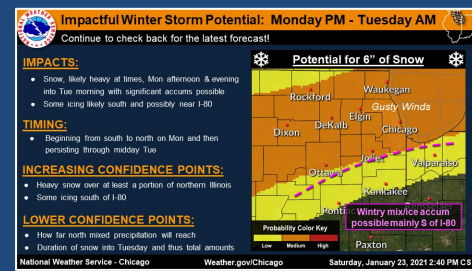 Impactful Winter Storm Potential: Monday PM - Tuesday AM
Continue to check back for the latest forecast!
IMPACTS:
• Snow, likely heavy at times, Mon afternoon & evening
into Tue morning with significant accums possible
• Some icing likely south and possibly near I-80
TIMING:
• Beginning from south to north on Mon and then
persisting through midday Tue
INCREASING CONFIDENCE POINTS:
• Heavy snow over at least a portion of northern Illinois
• Some icing south of I-80
LOWER CONFIDENCE POINTS:
• How far north mixed precipitation will reach
• Duration of snow into Tuesday and thus total amounts
Potential for 6” of Snow
Waukegan
Rockford
Gusty Winds
Elgin
DeKalb
Chicago
Dixon
Joliet
Valparaiso
Ottawa
Kankakee
Pontiac
Wintry mix/ice accum
possible mainly S of I-80
Probability Color Key
Low Medium High
Paxton
National Weather Service - Chicago Weather.gov/Chicago Saturday, January 23, 2021 2:40 PM CS